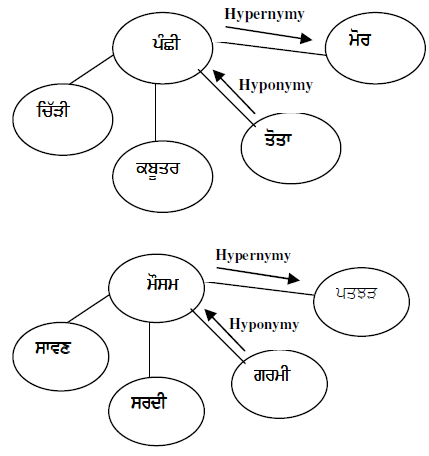 Hypernymy
ਪੰਛੀ
ਮੋਰ
Hyponymy
ਚਿੱੜੀ
ਤੋਤਾ
ਕਬੂਤਰ
Hypernymy
ਮੌਸਮ
ਪਤਝੜ
Hyponymy
ਸਾਵਣ
ਗਰਮੀ
ਸਰਦੀ